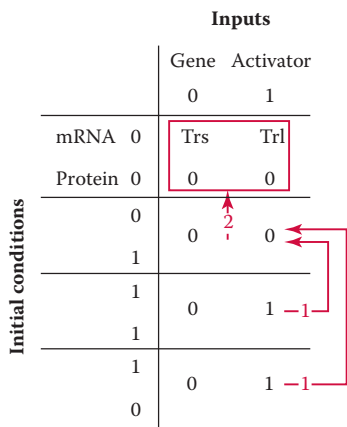 Inputs
Gene Activator
0 1
mRNA 0 Trs Trl
Protein 0 0 0
0
0 2 0
1
1
0 1 1
1
1
0 1 1
0
Initial conditions